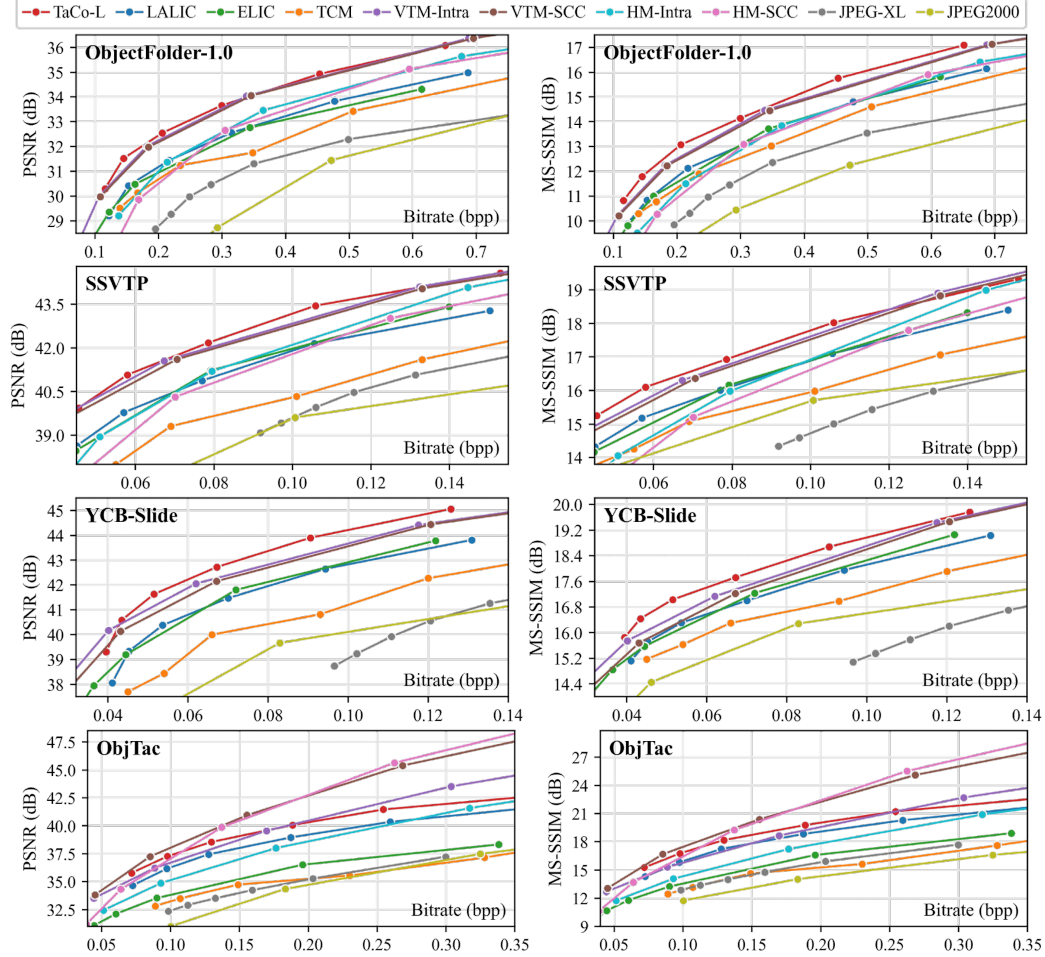 TaCo-L LALIC ELIC TCM VTM-Intra VTM-SCC HM-Intra HM-SCC JPEG-XL JPEG2000
ObjectFolder-1.0
PSNR (dB)
36
35
34
33
32
31
30
29
Bitrate (bpp)
0.1 0.2 0.3 0.4 0.5 0.6 0.7
ObjectFolder-1.0
MS-SSIM (dB)
17
16
15
14
13
12
11
10
Bitrate (bpp)
0.1 0.2 0.3 0.4 0.5 0.6 0.7
SSVTP
PSNR (dB)
43.5
42.0
40.5
39.0
Bitrate (bpp)
0.06 0.08 0.10 0.12 0.14
SSVTP
MS-SSIM (dB)
19
18
17
16
15
14
Bitrate (bpp)
0.06 0.08 0.10 0.12 0.14
YCB-Slide
PSNR (dB)
45
44
43
42
41
40
39
38
Bitrate (bpp)
0.04 0.06 0.08 0.10 0.12 0.14
YCB-Slide
MS-SSIM (dB)
20.0
19.2
18.4
17.6
16.8
16.0
15.2
14.4
Bitrate (bpp)
0.04 0.06 0.08 0.10 0.12 0.14
ObjTac
PSNR (dB)
47.5
45.0
42.5
40.0
37.5
35.0
32.5
Bitrate (bpp)
0.05 0.10 0.15 0.20 0.25 0.30 0.35
ObjTac
MS-SSIM (dB)
27
24
21
18
15
12
9
Bitrate (bpp)
0.05 0.10 0.15 0.20 0.25 0.30 0.35